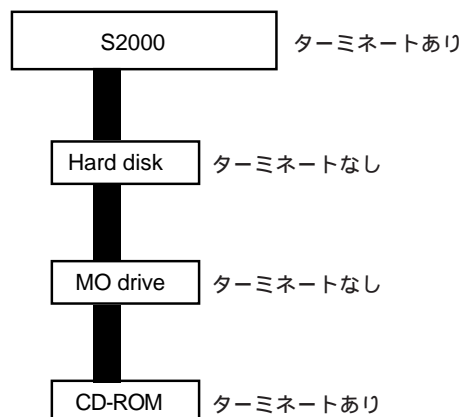 S2000 ターミネートあり
Hard disk ターミネートなし
MO drive ターミネートなし
CD-ROM ターミネートあり